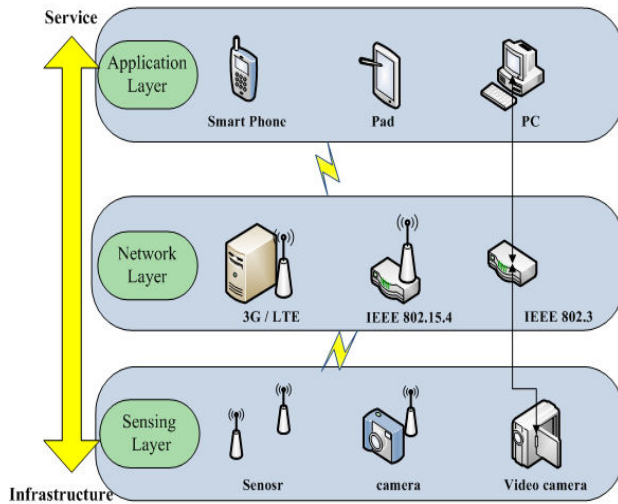 Service
Application
Layer
Smart Phone
Pad
PC
Network
Layer
3G / LTE
IEEE 802.15.4
IEEE 802.3
Sensing
Layer
Senosr
camera
Video camera
Infrastructure